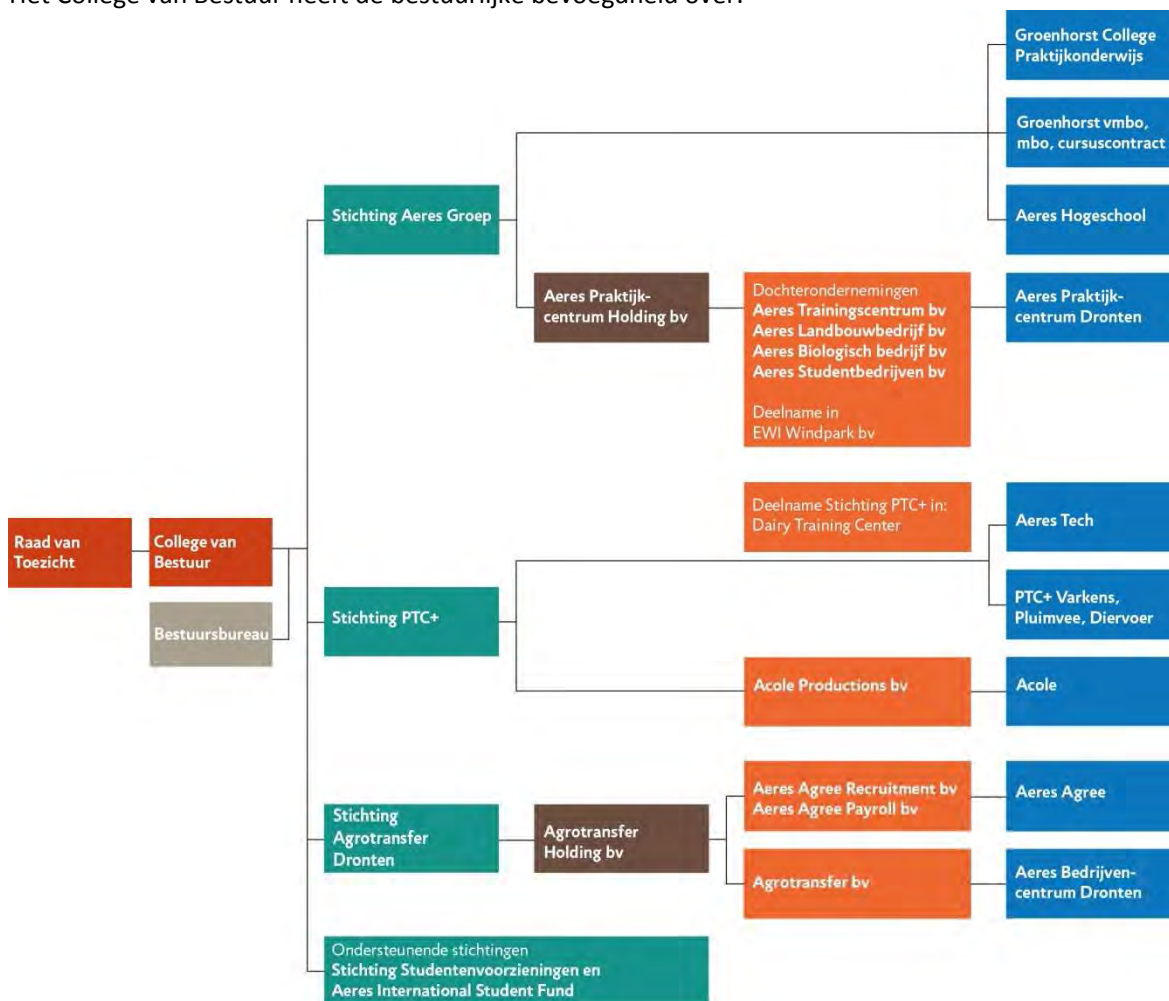 Het College van Bestuur heeft de bestuurlijke bevoegdheid over:
Groenhorst College
Praktijkonderwijs
Groenhorst vmbo,
mbo, cursuscontract
Stichting Aeres Groep
Aeres Hogeschool
Aeres Praktijk-
centrum Holding bv
Dochterondernemingen
Aeres Trainingscentrum bv
Aeres Landbouwbedrijf bv
Aeres Biologisch bedrijf bv
Aeres Studentbedrijven bv
Deelname in
EWI Windpark bv
Aeres Praktijk-
centrum Dronten
Raad van
Toezicht
College van
Bestuur
Bestuursbureau
Deelname Stichting PTC+ in:
Dairy Training Center
Aeres Tech
Stichting PTC+
PTC+ Varkens,
Pluimvee, Diervoer
Acole Productions bv
Acole
Stichting
Agrotransfer
Dronten
Agrotransfer
Holding bv
Aeres Agree Recruitment bv
Aeres Agree Payroll bv
Aeres Agree
Agrotransfer bv
Aeres Bedrijven-
centrum Dronten
Ondersteunende stichtingen
Stichting Studentenvoorzieningen en
Aeres International Student Fund